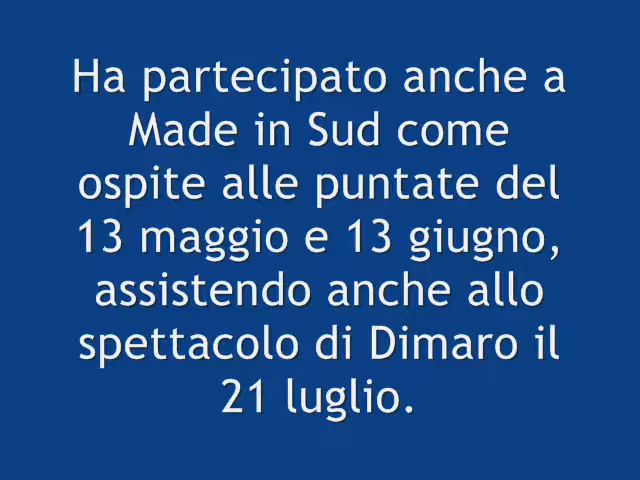 Ha partecipato anche a
Made in Sud come
ospite alle puntate del
13 maggio e 13 giugno,
assistendo anche allo
spettacolo di Dimaro il
21 luglio.